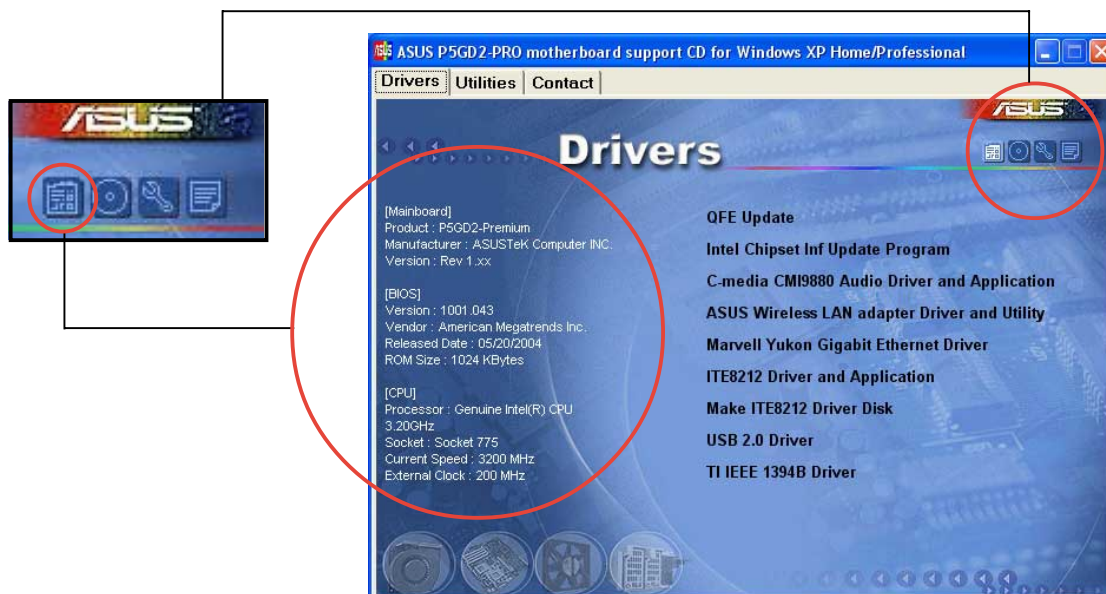 ASUS
ASUS P5GD2-PRO motherboard support CD for Windows XP Home/Professional
Drivers
Utilities
Contact
ASUS
Drivers
[Mainboard]
Product : P5GD2-Premium
Manufacturer : ASUSTeK Computer INC.
Version : Rev 1.xx
[BIOS]
Version : 1001.043
Vendor : American Megatrends Inc.
Released Date : 05/20/2004
ROM Size : 1024 KBytes
[CPU]
Processor : Genuine Intel(R) CPU
3.20GHz
Socket : Socket 775
Current Speed : 3200 MHz
External Clock : 200 MHz
QFE Update
Intel Chipset Inf Update Program
C-media CMI9880 Audio Driver and Application
ASUS Wireless LAN adapter Driver and Utility
Marvell Yukon Gigabit Ethernet Driver
ITE8212 Driver and Application
Make ITE8212 Driver Disk
USB 2.0 Driver
TI IEEE 1394B Driver